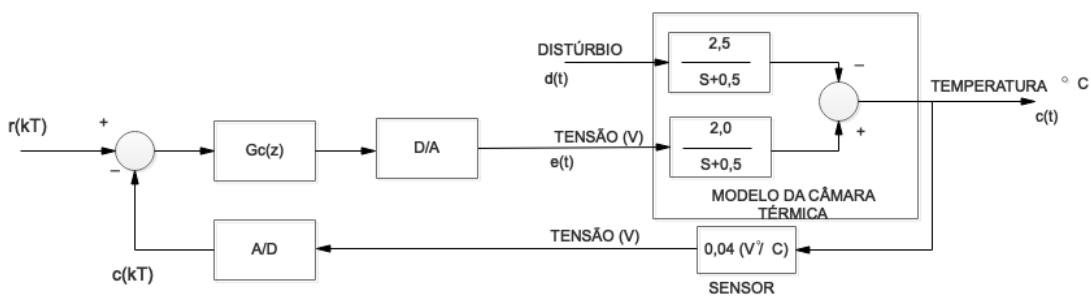 DISTÚRBIO
d(t)
2,5
S+0,5
–
TEMPERATURA ° C
c(t)
r(kT)
+
–
Gc(z)
D/A
TENSÃO (V)
e(t)
2,0
S+0,5
+
MODELO DA CÂMARA
TÉRMICA
A/D
c(kT)
TENSÃO (V)
0,04 (V°/ C)
SENSOR